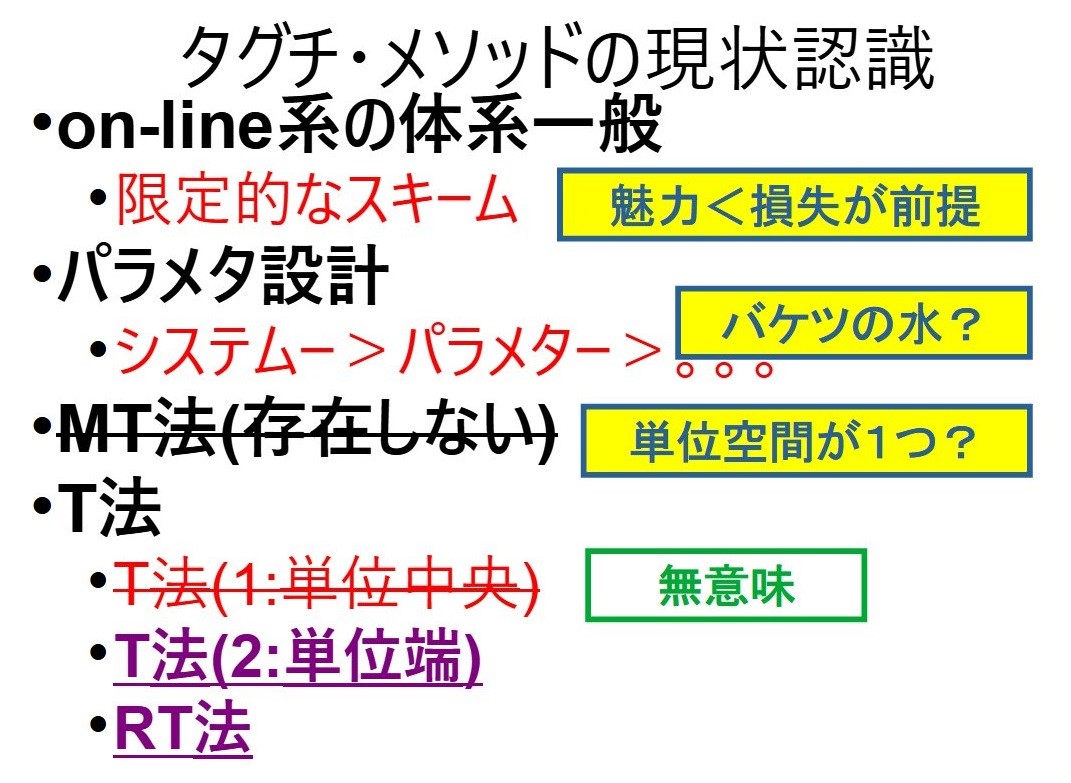 タグチ・メソッドの現状認識
•on-line系の体系一般
•限定的なスキーム
魅力＜損失が前提
•パラメタ設計
バケツの水？
•システムー＞パラメター＞。。。
•MT法(存在しない)
単位空間が１つ？
•T法
•T法(1:単位中央)
無意味
•T法(2:単位端)
•RT法